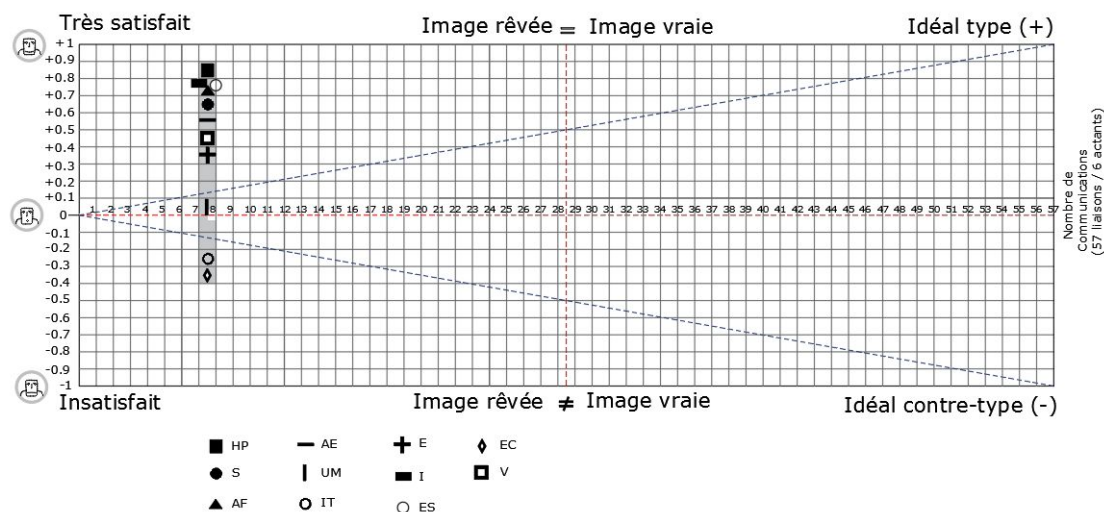 Très satisfait
Image rêvée = Image vraie
Idéal type (+)
+1
+0.9
+0.8
+0.7
+0.6
+0.5
+0.4
+0.3
+0.2
+0.1
0
1 2 3 4 5 6 7 8 9 10 11 12 13 14 15 16 17 18 19 20 21 22 23 24 25 26 27 28 29 30 31 32 33 34 35 36 37 38 39 40 41 42 43 44 45 46 47 48 49 50 51 52 53 54 55 56 57
-0.1
-0.2
-0.3
-0.4
-0.5
-0.6
-0.7
-0.8
-0.9
-1
Nombre de
Communications
(57 liaisons / 6 actants)
Insatisfait
Image rêvée ≠ Image vraie
Idéal contre-type (-)
HP
AE
E
EC
S
UM
I
V
AF
IT
ES